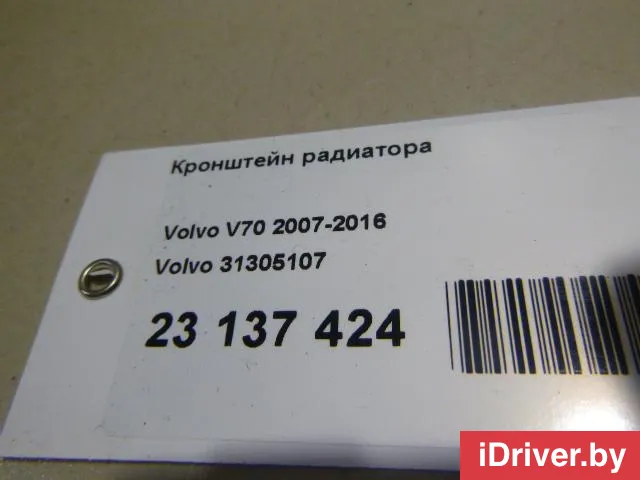 Кронштейн радиатора
Volvo V70 2007-2016
Volvo 31305107
23 137 424
iDriver.by